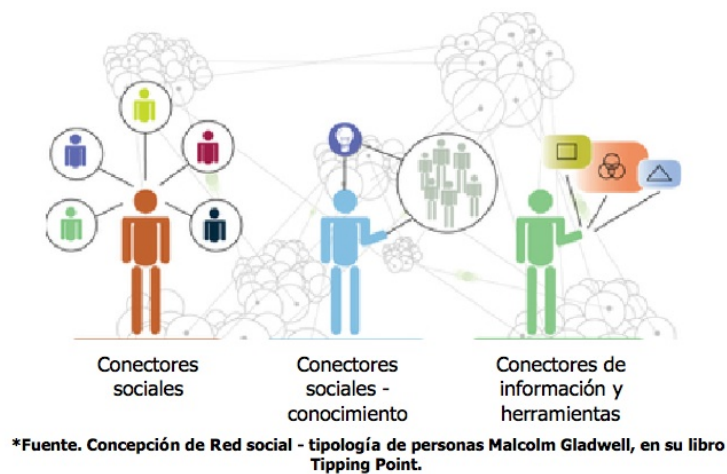 Conectores
sociales
Conectores
sociales -
conocimiento
Conectores de
información y
herramientas
*Fuente. Concepción de Red social - tipología de personas Malcolm Gladwell, en su libro
Tipping Point.